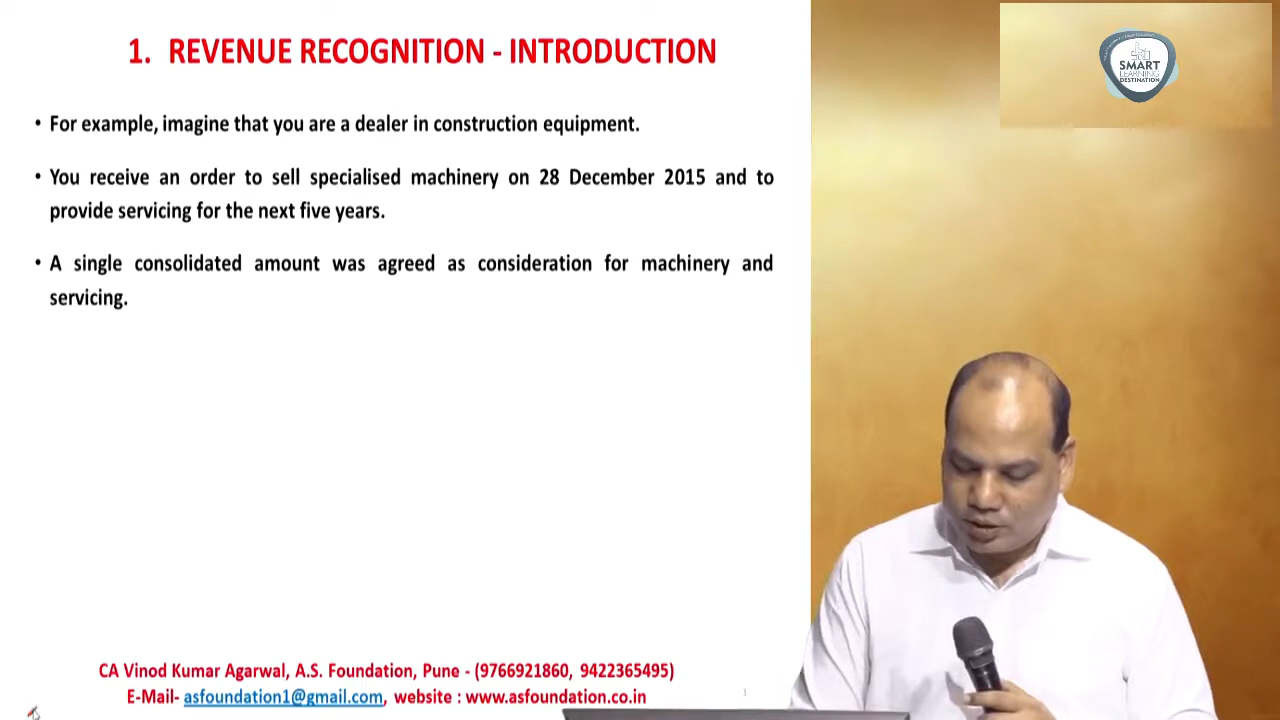 1. REVENUE RECOGNITION - INTRODUCTION
• For example, imagine that you are a dealer in construction equipment.
• You receive an order to sell specialised machinery on 28 December 2015 and to
provide servicing for the next five years.
• A single consolidated amount was agreed as consideration for machinery and
servicing.
CA Vinod Kumar Agarwal, A.S. Foundation, Pune - (9766921860, 9422365495)
E-Mail- asfoundation1@gmail.com, website : www.asfoundation.co.in
SMART
LEARNING
DESTINATION